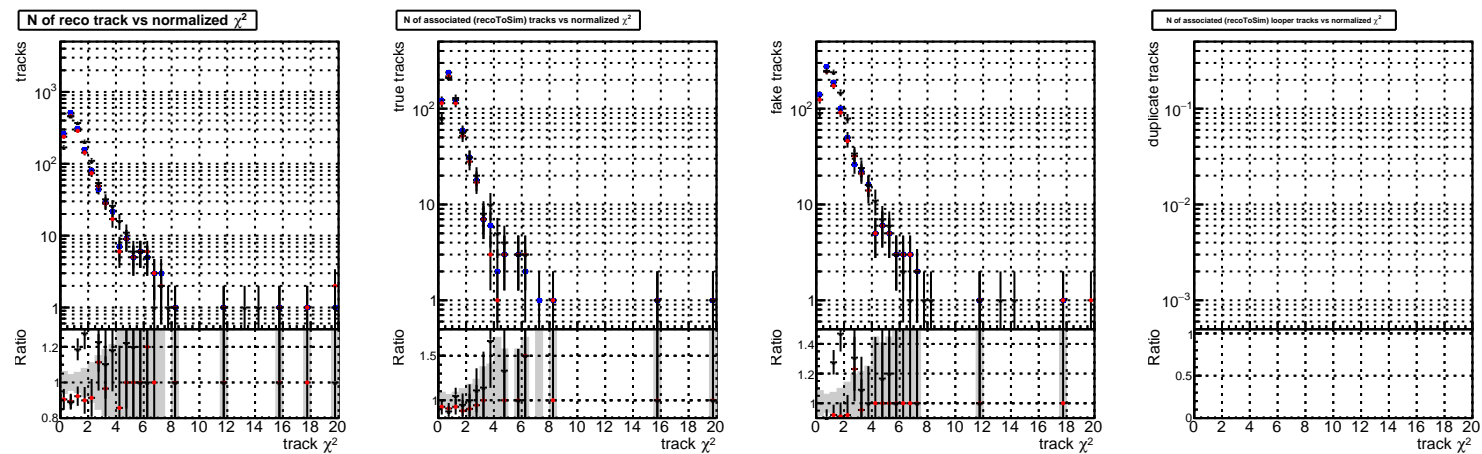 N of reco track vs normalized χ²
tracks
10³
10²
10
1
Ratio
1.2
1
0.8
0 2 4 6 8 10 12 14 16 18 20
track χ²
N of associated (recoToSim) tracks vs normalized χ²
true tracks
10²
10
1
Ratio
1.5
1
0 2 4 6 8 10 12 14 16 18 20
track χ²
fake tracks
10²
10
1
Ratio
1.4
1.2
1
0 2 4 6 8 10 12 14 16 18 20
track χ²
N of associated (recoToSim) looper tracks vs normalized χ²
duplicate tracks
10⁻¹
10⁻²
10⁻³
Ratio
1
0.5
0
0 2 4 6 8 10 12 14 16 18 20
track χ²